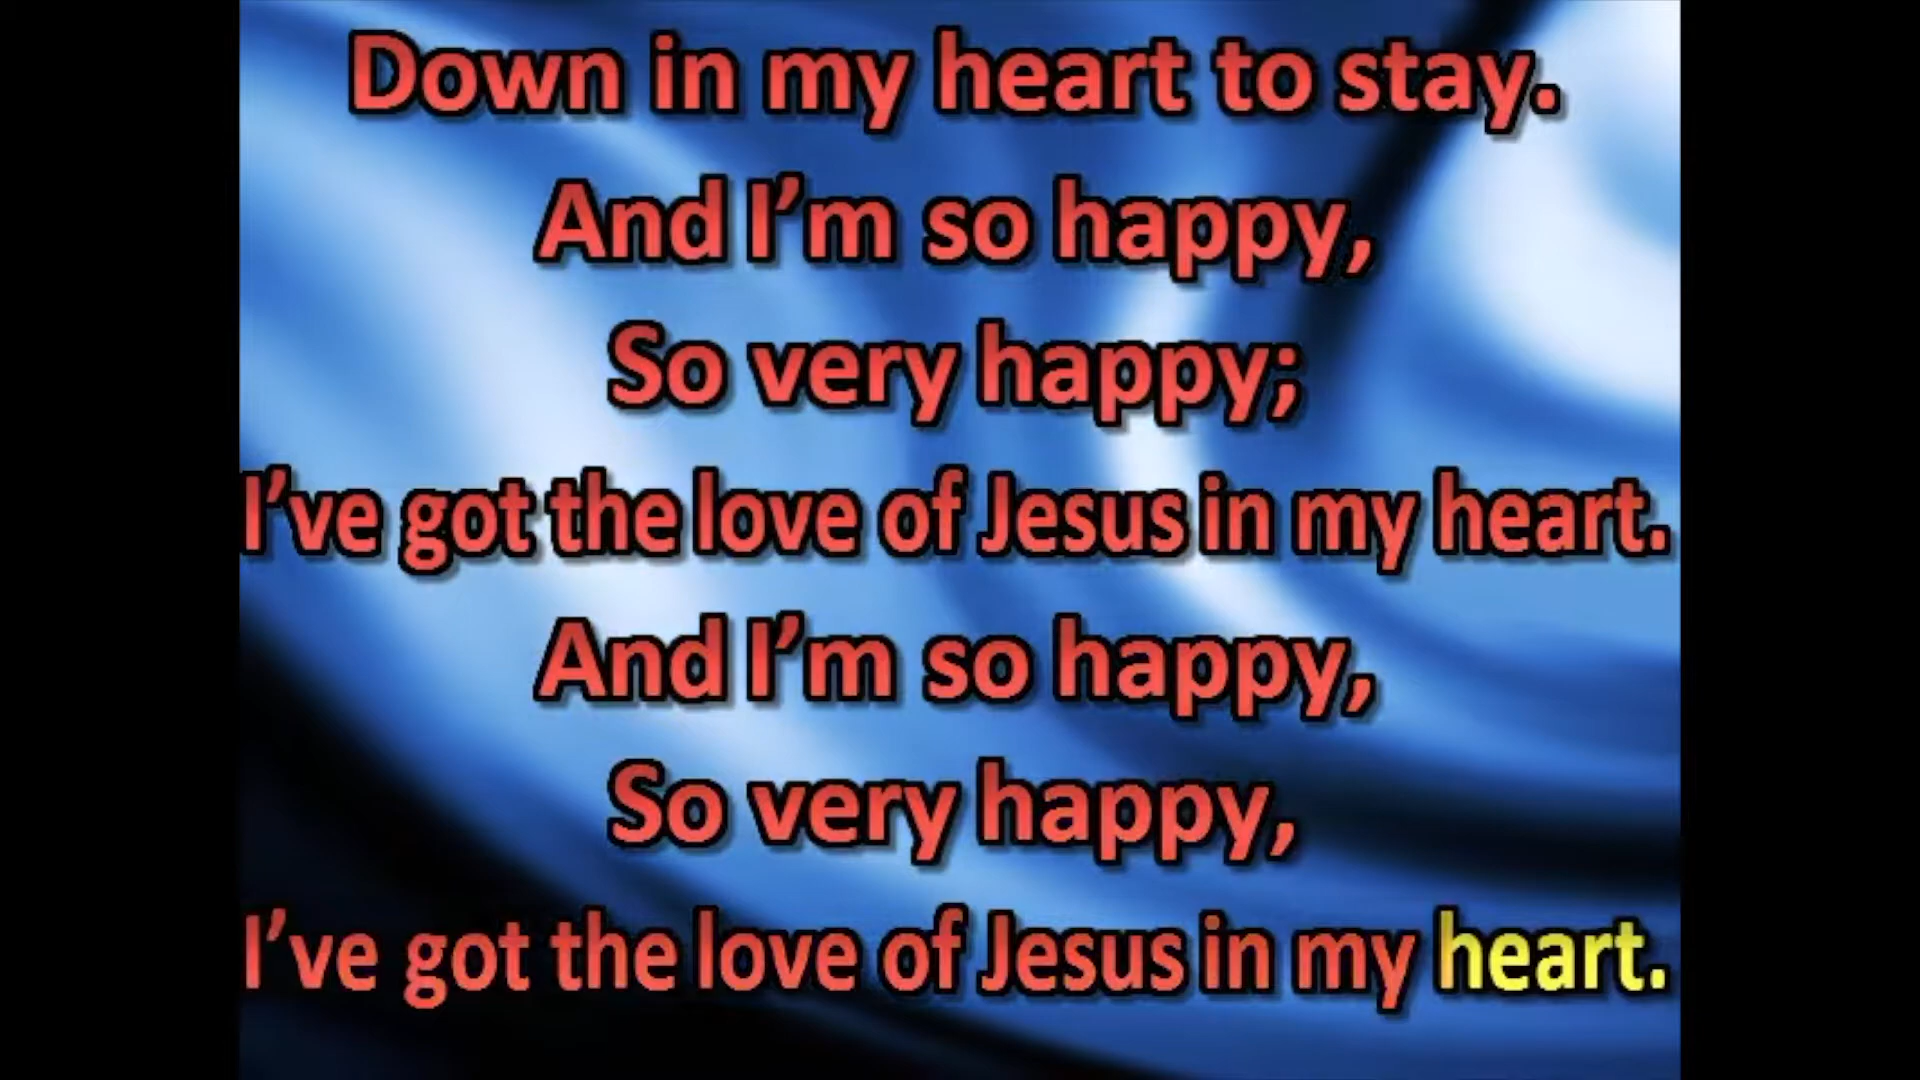 Down in my heart to stay.
And I’m so happy,
So very happy;
I’ve got the love of Jesus in my heart.
And I’m so happy,
So very happy,
I’ve got the love of Jesus in my heart.